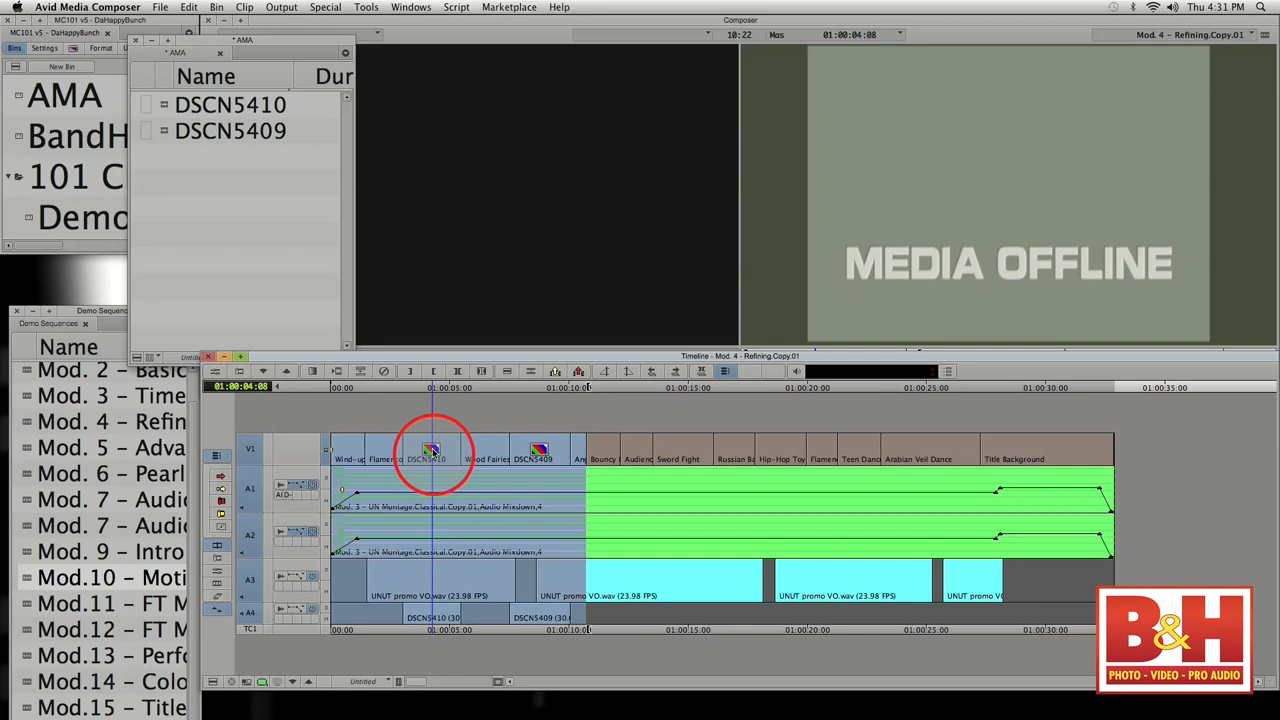 Avid Media Composer File Edit Bin Clip Output Special Tools Windows Script Marketplace Help Thu 4:31 PM
MC101 v5 - DaHappyBunch
Composer
MC101 v5 - DaHappyBunch
* AMA
10:22 Mas 01:00:04:08 Mod. 4 - Refining.Copy.01
Bins Settings Format
* AMA
New Bin
Name Dur
AMA
DSCN5410
BandH
DSCN5409
101 C
Demo
MEDIA OFFLINE
Demo Sequenc
Demo Sequences
Name
Timeline - Mod. 4 - Refining.Copy.01
Mod. 2 - Basic
Mod. 3 - Time
Mod. 4 - Refin
Mod. 5 - Adva
Mod. 6 - Pearl
Mod. 7 - Audio
Mod. 7 - Audio
Mod. 9 - Intro
Mod.10 - Moti
Mod.11 - FT M
Mod.12 - FT M
Mod.13 - Perfo
Mod.14 - Colo
Mod.15 - Title
01:00:04:08 00:00 01:00:05:00 01:00:10:00 01:00:15:00 01:00:20:00 01:00:25:00 01:00:30:00 01:00:35:00
V1
Wind-up Flamenco DSCN5410 Wood Fairies DSCN5409 Ang Bouncy Audienc Sword Fight Russian Ba Hip-Hop Toy Flamen Teen Danc Arabian Veil Dance Title Background
A1
Mod. 3 - UN Montage.Classical.Copy.01,Audio Mixdown,4
A2
Mod. 3 - UN Montage.Classical.Copy.01,Audio Mixdown,4
A3
UNUT promo VO.wav (23.98 FPS) UNUT promo VO.wav (23.98 FPS) UNUT promo VO.wav (23.98 FPS) UNUT promo V
A4
DSCN5410 (30 DSCN5409 (30.
TC1 00:00 01:00:05:00 01:00:10:00 01:00:15:00 01:00:20:00 01:00:25:00 01:00:30:00
Untitled
B&H
PHOTO - VIDEO - PRO AUDIO